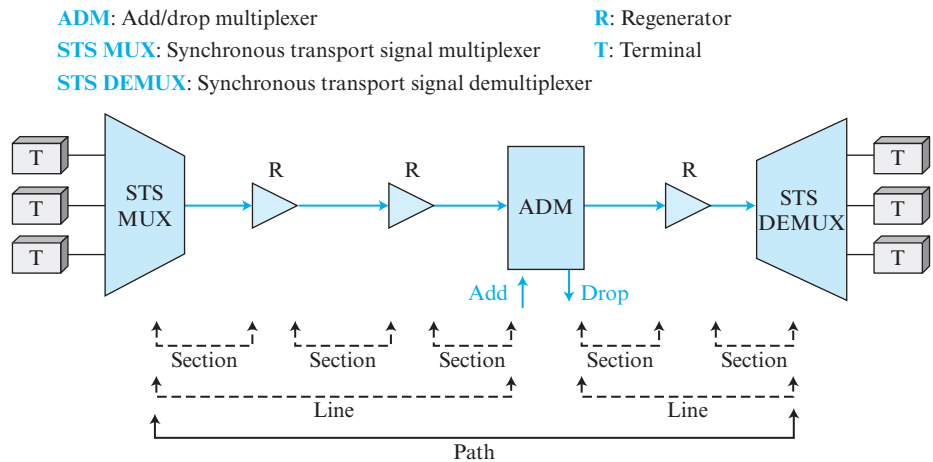 ADM: Add/drop multiplexer R: Regenerator
STS MUX: Synchronous transport signal multiplexer T: Terminal
STS DEMUX: Synchronous transport signal demultiplexer
T T
R R R
STS
MUX
T ADM T
STS
DEMUX
T T
Add Drop
Section Section Section Section Section
Line Line
Path